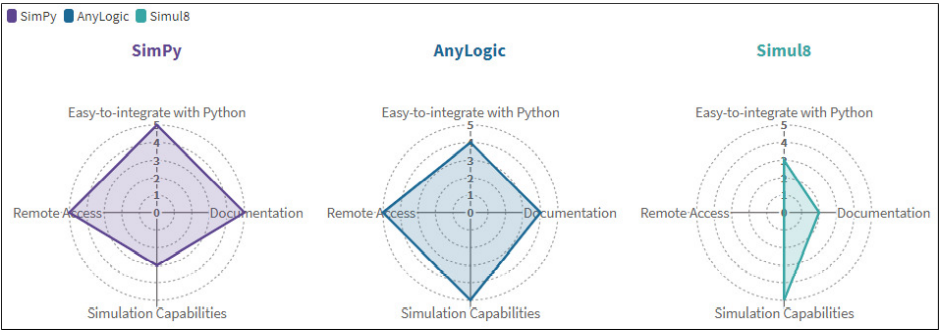 SimPy AnyLogic Simul8
SimPy AnyLogic Simul8
Easy-to-integrate with Python Easy-to-integrate with Python Easy-to-integrate with Python
5 5 5
4 4 4
3 3 3
2 2 2
1 1 1
Remote Access 0 Documentation Remote Access 0 Documentation Remote Access 0 Documentation
Simulation Capabilities Simulation Capabilities Simulation Capabilities